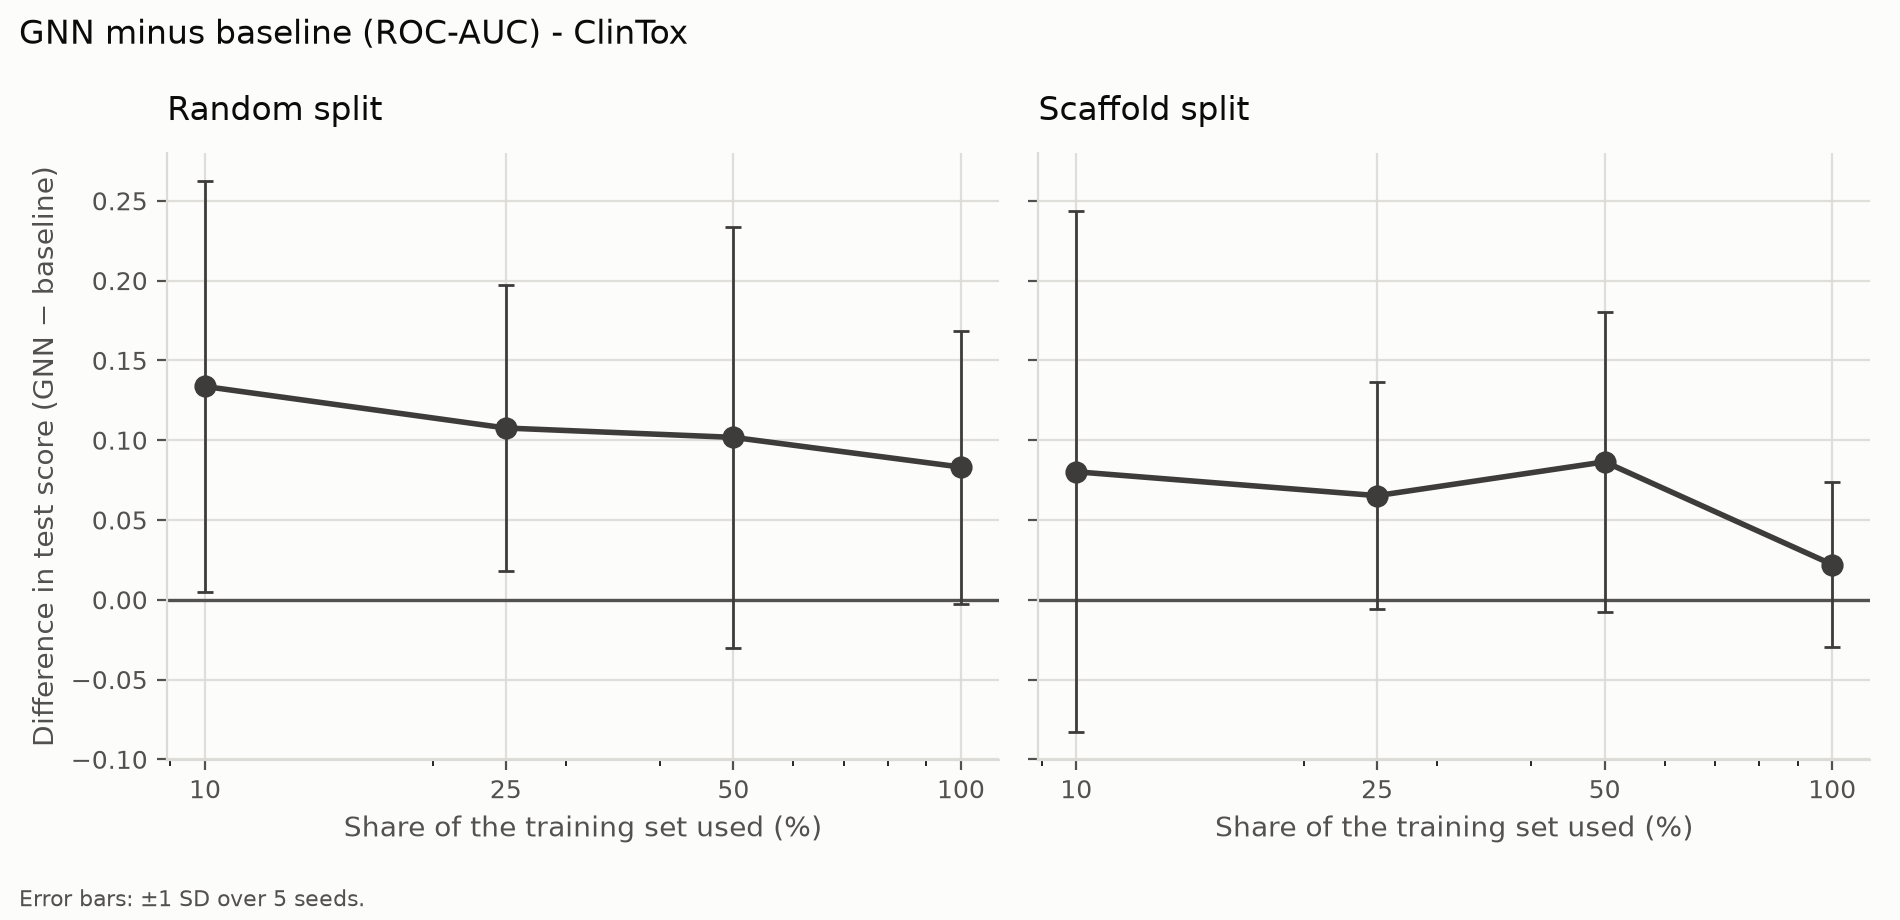 GNN minus baseline (ROC-AUC) - ClinTox
Random split
Scaffold split
Difference in test score (GNN − baseline)
0.25
0.20
0.15
0.10
0.05
0.00
−0.05
−0.10
10 25 50 100
10 25 50 100
Share of the training set used (%)
Share of the training set used (%)
Error bars: ±1 SD over 5 seeds.